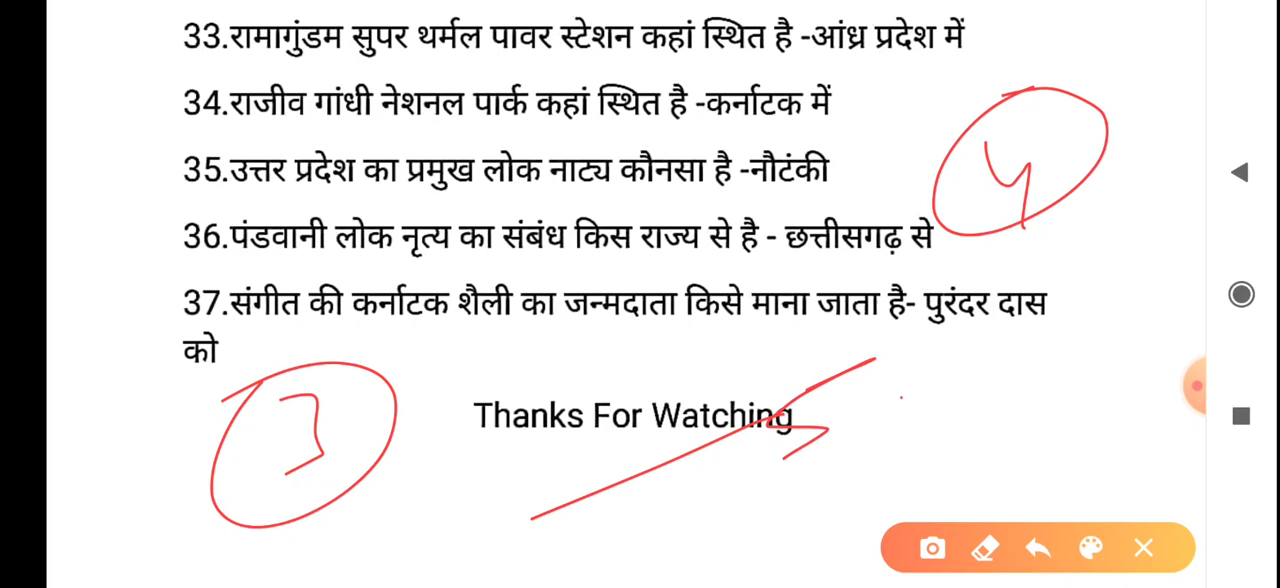 33.रामागुंडम सुपर थर्मल पावर स्टेशन कहां स्थित है -आंध्र प्रदेश में
34.राजीव गांधी नेशनल पार्क कहां स्थित है -कर्नाटक में
35.उत्तर प्रदेश का प्रमुख लोक नाट्य कौनसा है -नौटंकी
36.पंडवानी लोक नृत्य का संबंध किस राज्य से है - छत्तीसगढ़ से
37.संगीत की कर्नाटक शैली का जन्मदाता किसे माना जाता है- पुरंदर दास
को
Thanks For Watching